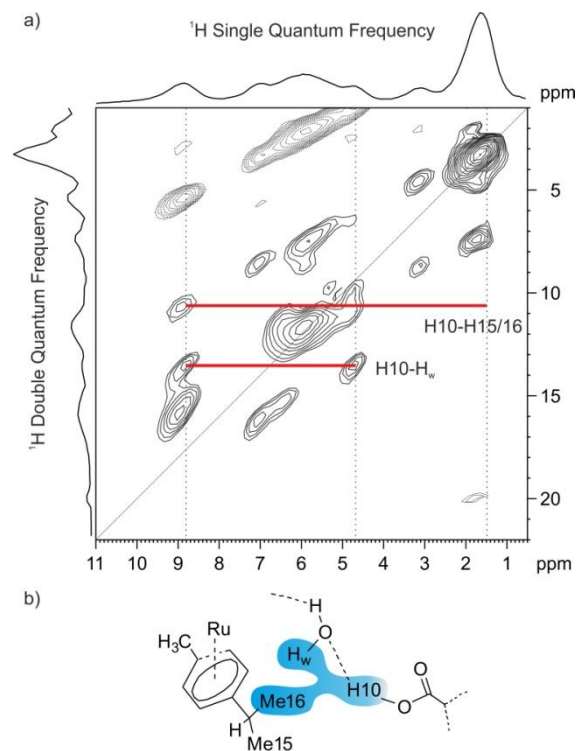 a)
¹H Single Quantum Frequency
ppm
¹H Double Quantum Frequency
5
10
H10-H15/16
H10-Hw
15
20
11 10 9 8 7 6 5 4 3 2 1 ppm
b)
H
Ru
O
H₃C
Hw
O
H10
Me16
O
H
Me15